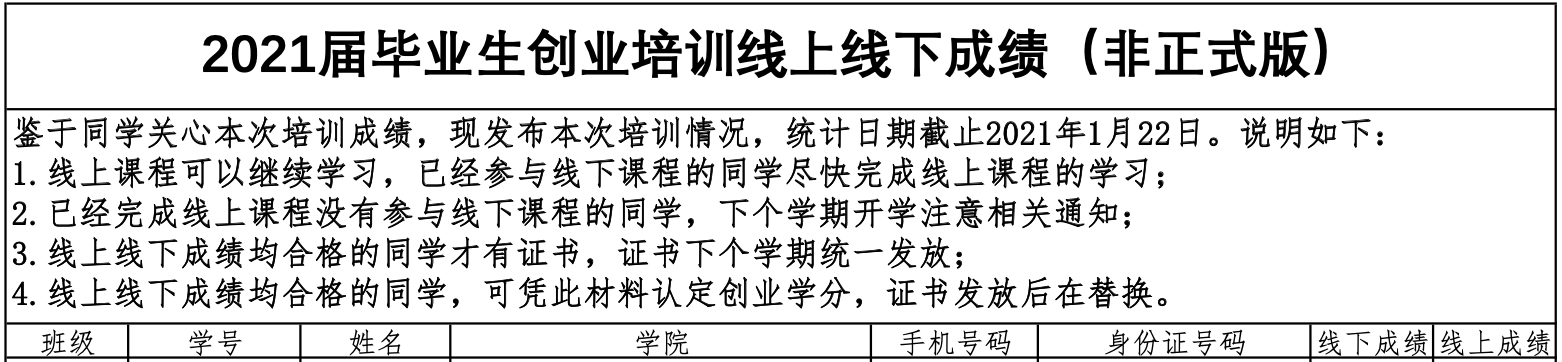 2021届毕业生创业培训线上线下成绩（非正式版）
鉴于同学关心本次培训成绩，现发布本次培训情况，统计日期截止2021年1月22日。说明如下：
1.线上课程可以继续学习，已经参与线下课程的同学尽快完成线上课程的学习；
2.已经完成线上课程没有参与线下课程的同学，下个学期开学注意相关通知；
3.线上线下成绩均合格的同学才有证书，证书下个学期统一发放；
4.线上线下成绩均合格的同学，可凭此材料认定创业学分，证书发放后在替换。
班级 学号 姓名 学院 手机号码 身份证号码 线下成绩 线上成绩